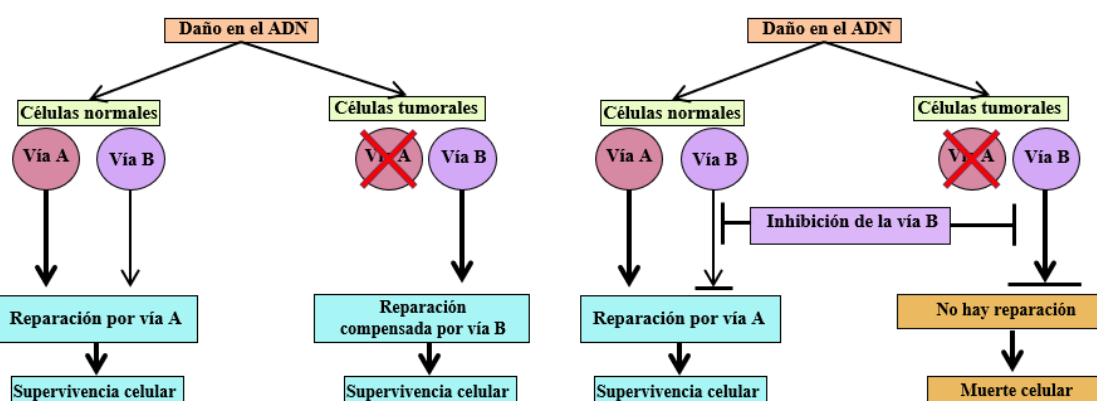 Daño en el ADN
Células normales
Células tumorales
Vía A
Vía B
Vía A
Vía B
Reparación por vía A
Reparación
compensada por vía B
Supervivencia celular
Supervivencia celular
Daño en el ADN
Células normales
Células tumorales
Vía A
Vía B
Vía A
Vía B
Inhibición de la vía B
Reparación por vía A
No hay reparación
Supervivencia celular
Muerte celular